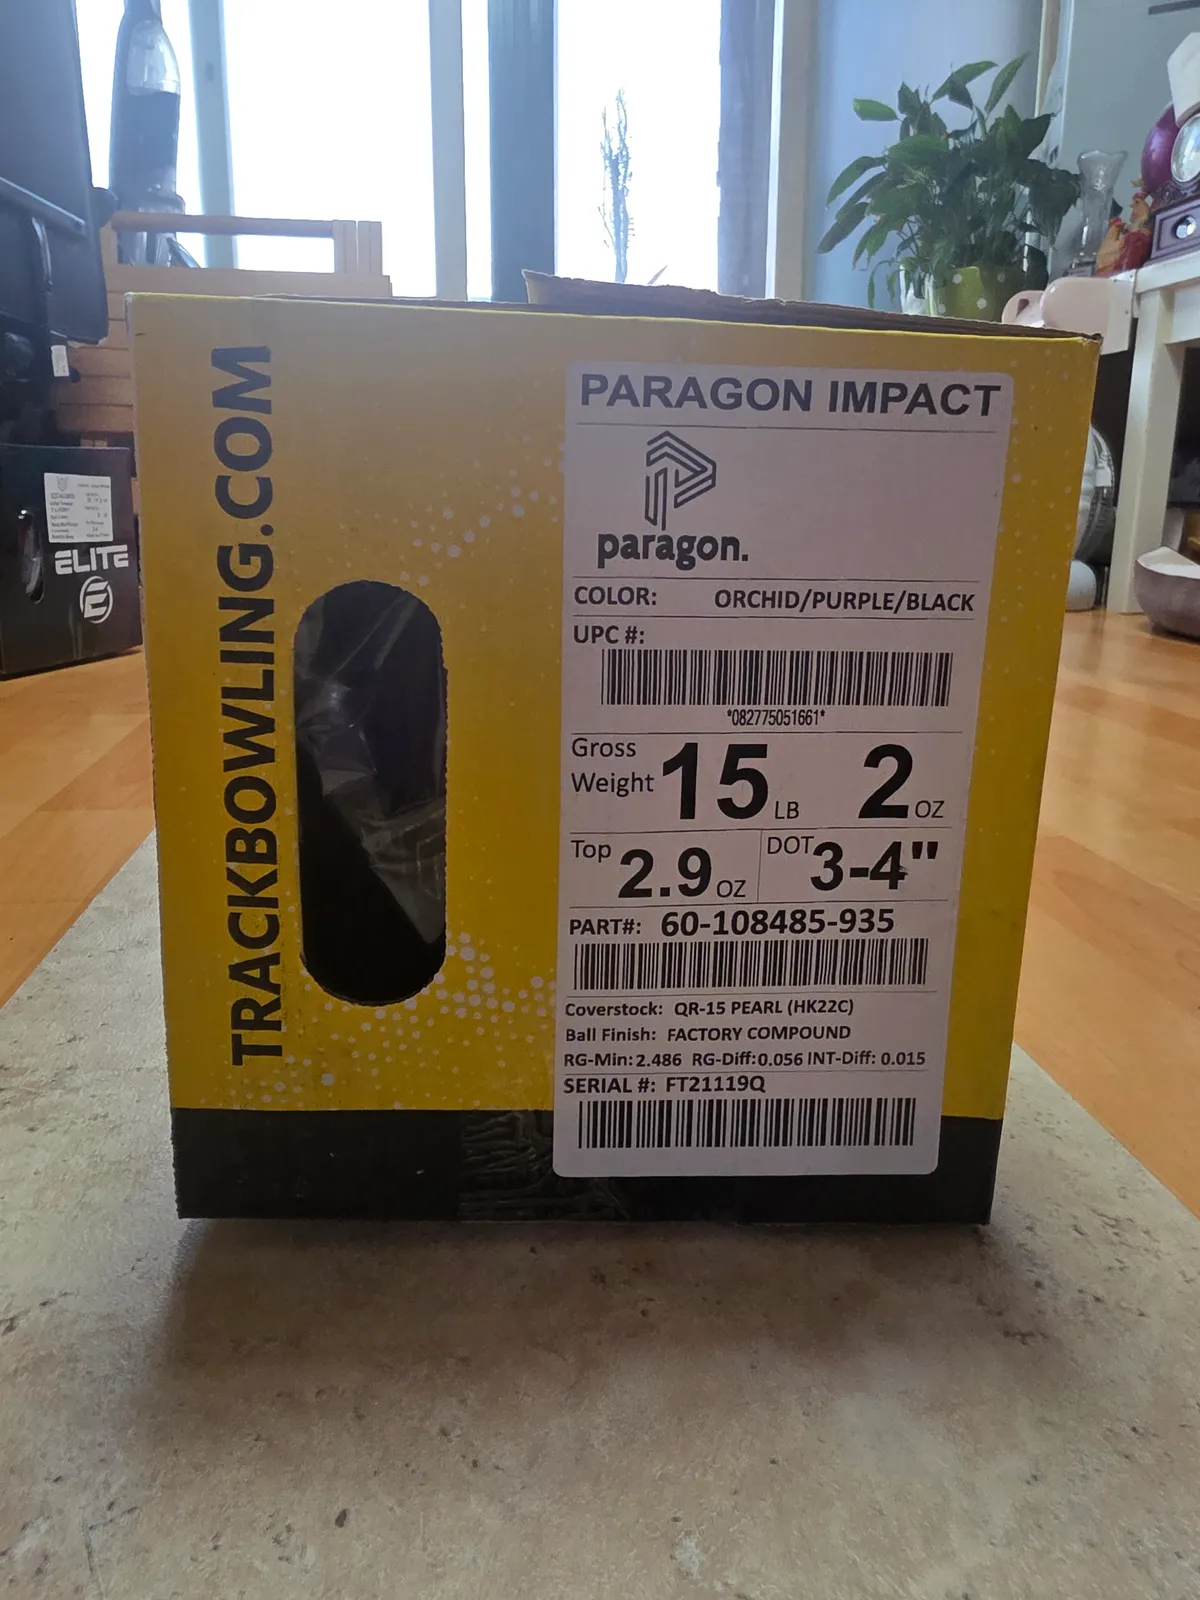 TRACKBOWLING.COM
PARAGON IMPACT
paragon.
COLOR: ORCHID/PURPLE/BLACK
UPC #:
*082775051661*
Gross Weight 15 LB 2 OZ
Top 2.9 OZ DOT 3-4"
PART#: 60-108485-935
Coverstock: QR-15 PEARL (HK22C)
Ball Finish: FACTORY COMPOUND
RG-Min: 2.486 RG-Diff: 0.056 INT-Diff: 0.015
SERIAL #: FT21119Q
ELITE